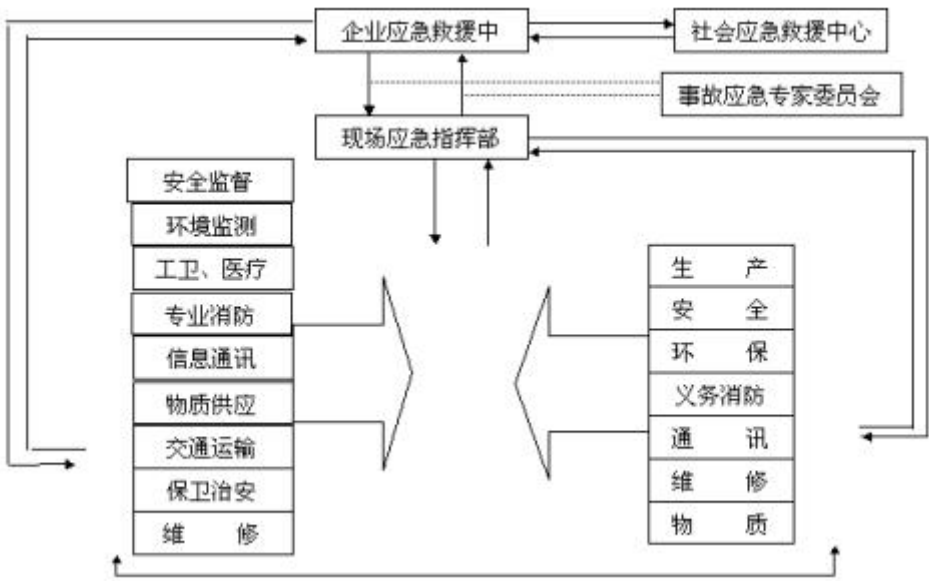 企业应急救援中
社会应急救援中心
事故应急专家委员会
现场应急指挥部
安全监督
环境监测
工卫、医疗
专业消防
信息通讯
物质供应
交通运输
保卫治安
维 修
生 产
安 全
环 保
义务消防
通 讯
维 修
物 质